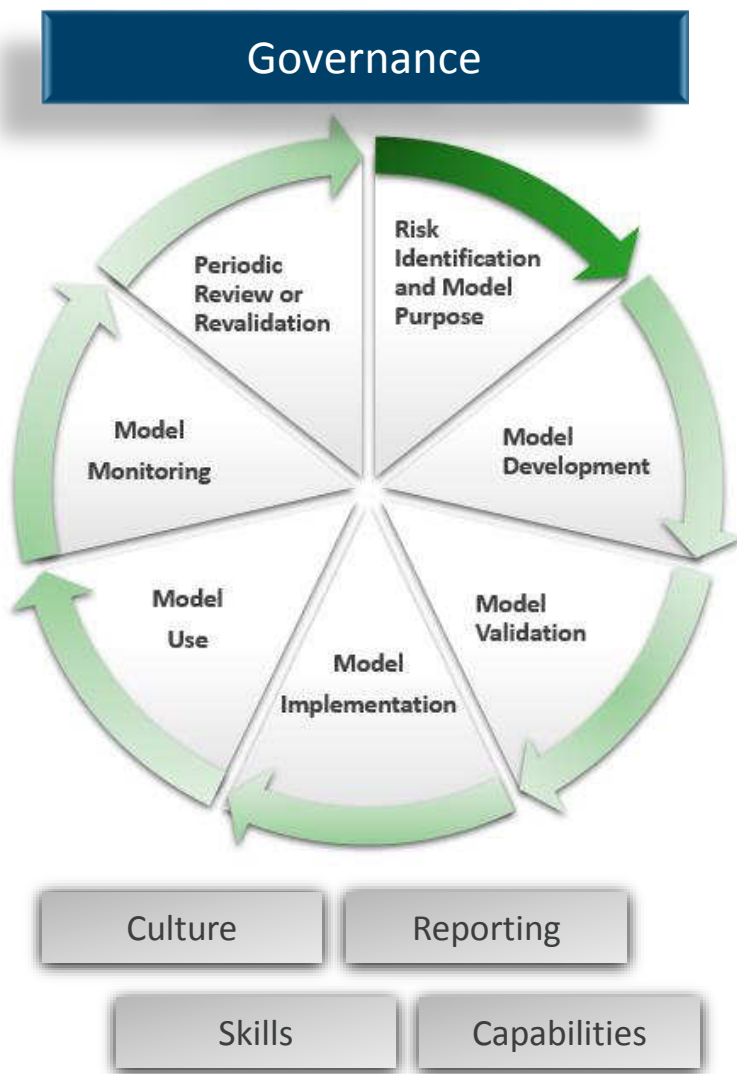 Governance
Risk
Identification
and Model
Purpose
Model
Development
Model
Validation
Model
Implementation
Model
Use
Model
Monitoring
Periodic
Review or
Revalidation
Culture
Reporting
Skills
Capabilities